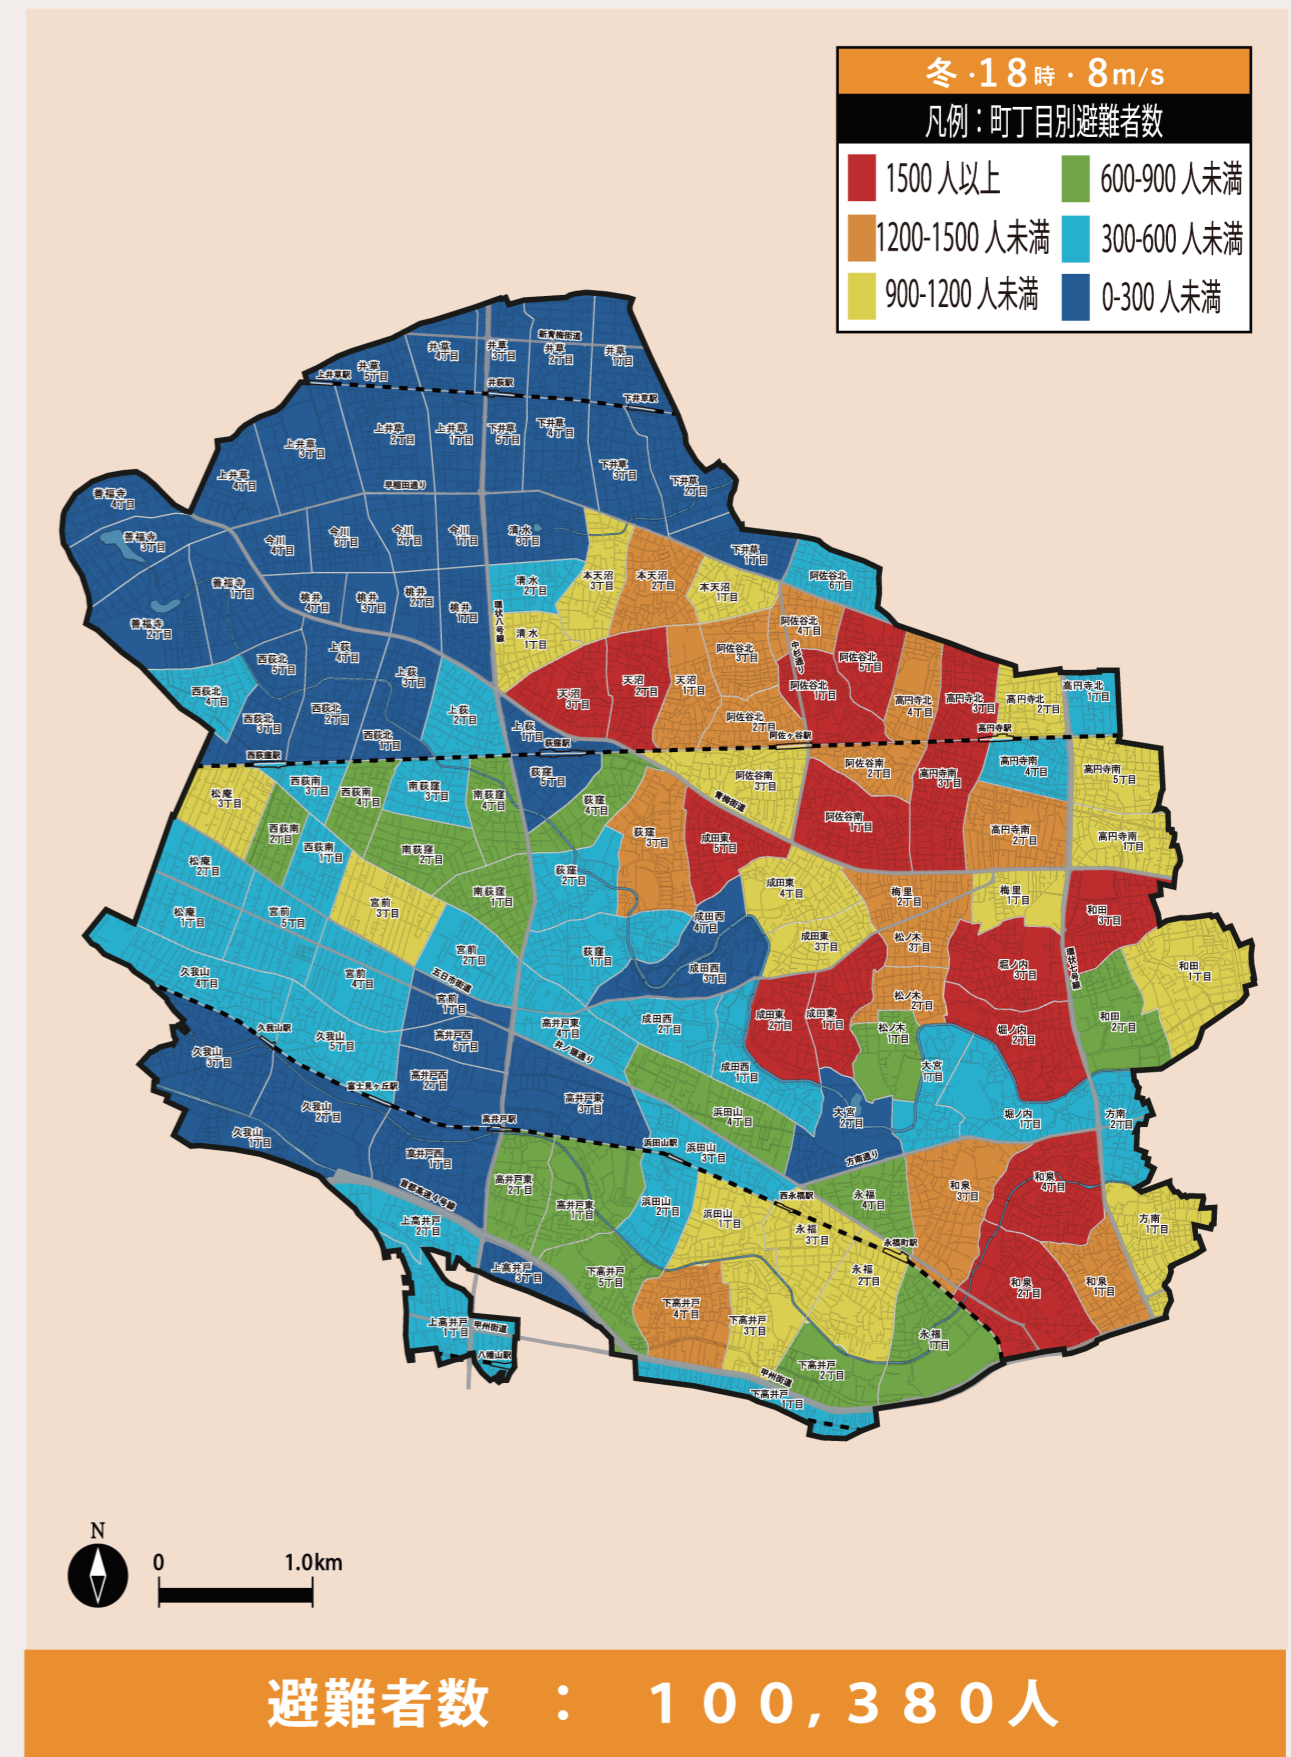 冬・18時・8m/s
凡例：町丁目別避難者数
1500人以上
600-900人未満
1200-1500人未満
300-600人未満
900-1200人未満
0-300人未満
新青梅街道
井草4丁目
井草3丁目
井草2丁目
井草1丁目
井草5丁目
上井草駅
井荻駅
下井草駅
上井草3丁目
上井草2丁目
上井草1丁目
下井草5丁目
下井草4丁目
下井草3丁目
下井草2丁目
上井草4丁目
早稲田通り
善福寺4丁目
善福寺3丁目
今川4丁目
今川3丁目
今川2丁目
今川1丁目
清水3丁目
下井草1丁目
善福寺1丁目
桃井4丁目
桃井3丁目
桃井2丁目
桃井1丁目
清水2丁目
本天沼3丁目
本天沼2丁目
本天沼1丁目
阿佐谷北6丁目
環状八号線
善福寺2丁目
清水1丁目
阿佐谷北4丁目
西荻北5丁目
上荻4丁目
上荻3丁目
天沼3丁目
天沼2丁目
天沼1丁目
阿佐谷北3丁目
中杉通り
阿佐谷北5丁目
阿佐谷北1丁目
西荻北4丁目
西荻北3丁目
西荻北2丁目
上荻2丁目
上荻1丁目
阿佐谷北2丁目
高円寺北4丁目
高円寺北3丁目
高円寺北2丁目
高円寺北1丁目
西荻北1丁目
西荻窪駅
荻窪駅
阿佐ヶ谷駅
高円寺駅
松庵3丁目
西荻南3丁目
西荻南4丁目
南荻窪3丁目
南荻窪4丁目
荻窪5丁目
荻窪4丁目
阿佐谷南3丁目
青梅街道
阿佐谷南2丁目
高円寺南3丁目
高円寺南4丁目
高円寺南5丁目
西荻南2丁目
西荻南1丁目
南荻窪2丁目
荻窪3丁目
成田東5丁目
阿佐谷南1丁目
高円寺南2丁目
高円寺南1丁目
松庵2丁目
荻窪2丁目
南荻窪1丁目
成田東4丁目
梅里2丁目
梅里1丁目
松庵1丁目
宮前5丁目
宮前3丁目
成田西4丁目
和田3丁目
宮前2丁目
荻窪1丁目
成田東3丁目
松ノ木3丁目
環状七号線
久我山4丁目
宮前4丁目
五日市街道
成田西3丁目
堀ノ内3丁目
和田1丁目
宮前1丁目
松ノ木2丁目
久我山5丁目
久我山駅
高井戸西3丁目
高井戸東4丁目
井ノ頭通り
成田西2丁目
成田東2丁目
成田東1丁目
松ノ木1丁目
堀ノ内2丁目
和田2丁目
久我山3丁目
富士見ヶ丘駅
高井戸西2丁目
成田西1丁目
大宮1丁目
久我山2丁目
高井戸東3丁目
浜田山4丁目
大宮2丁目
堀ノ内1丁目
方南2丁目
久我山1丁目
高井戸駅
高井戸西1丁目
浜田山駅
浜田山3丁目
方南通り
首都高速4号線
高井戸東2丁目
高井戸東1丁目
浜田山2丁目
西永福駅
永福4丁目
和泉3丁目
和泉4丁目
上高井戸2丁目
浜田山1丁目
永福3丁目
永福町駅
方南1丁目
上高井戸3丁目
下高井戸5丁目
永福2丁目
和泉2丁目
和泉1丁目
上高井戸1丁目
甲州街道
八幡山駅
下高井戸4丁目
下高井戸3丁目
永福1丁目
下高井戸2丁目
甲州街道
下高井戸1丁目
N
0 1.0km
避難者数 ： 100,380人